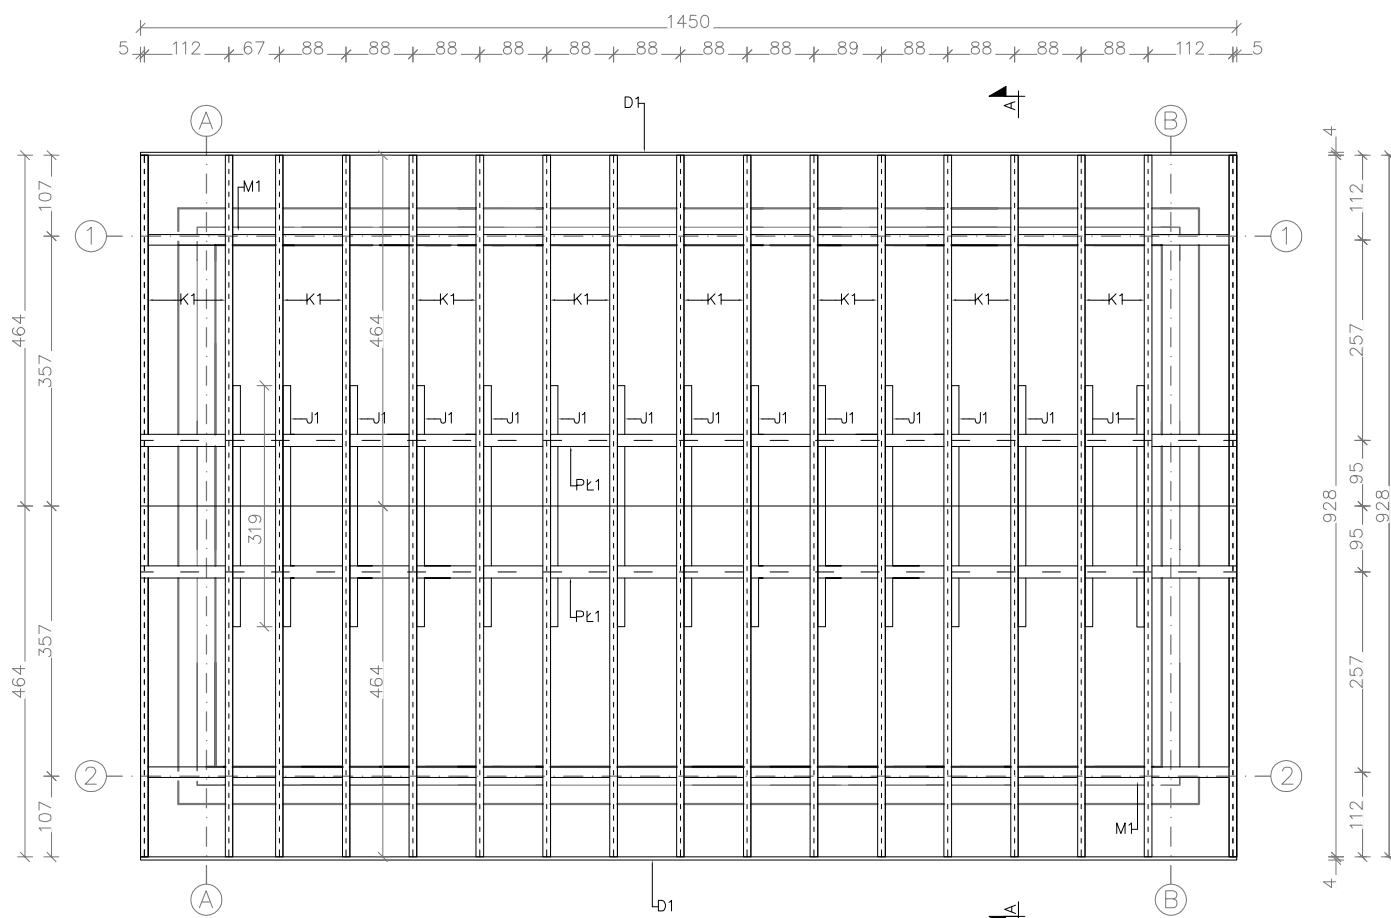 1450
5 112 67 88 88 88 88 88 88 88 88 89 88 88 88 88 112 5
D1
A
A B
4
107 M1 112
1 1
K1 K1 K1 K1 K1 K1 K1 K1
464 357 464 257
J1 J1 J1 J1 J1 J1 J1 J1 J1 J1 J1 J1 J1
PŁ1 95
319 928 928
95
PŁ1
464 357 464 257
2 2
107 M1 112
4
A B
D1 A